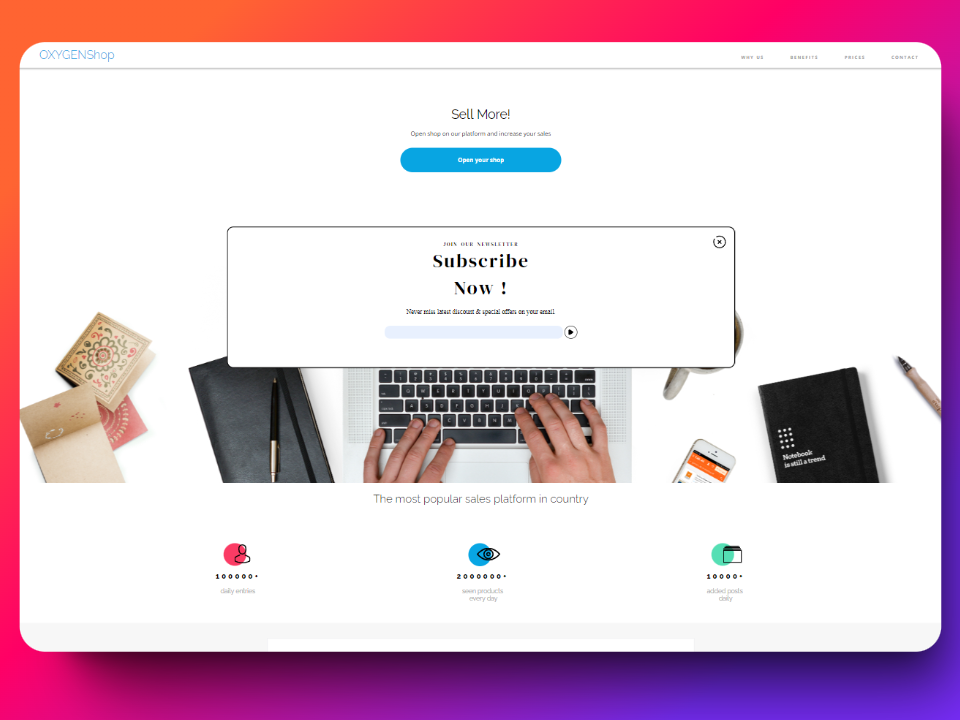 OXYGENShop
WHY US BENEFITS PRICES CONTACT
Sell More!
Open shop on our platform and increase your sales
Open your shop
JOIN OUR NEWSLETTER
Subscribe
Now !
Never miss latest discount & special offers on your email.
Notebook
is still a trend
The most popular sales platform in country
100000+
2000000+
10000+
daily entries
seen products
every day
added posts
daily